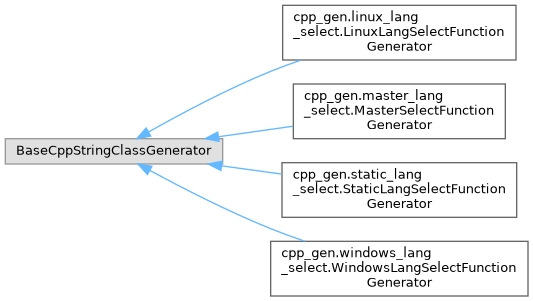 BaseCppStringClassGenerator
cpp_gen.linux_lang
_select.LinuxLangSelectFunction
Generator
cpp_gen.master_lang
_select.MasterSelectFunction
Generator
cpp_gen.static_lang
_select.StaticLangSelectFunction
Generator
cpp_gen.windows_lang
_select.WindowsLangSelectFunction
Generator